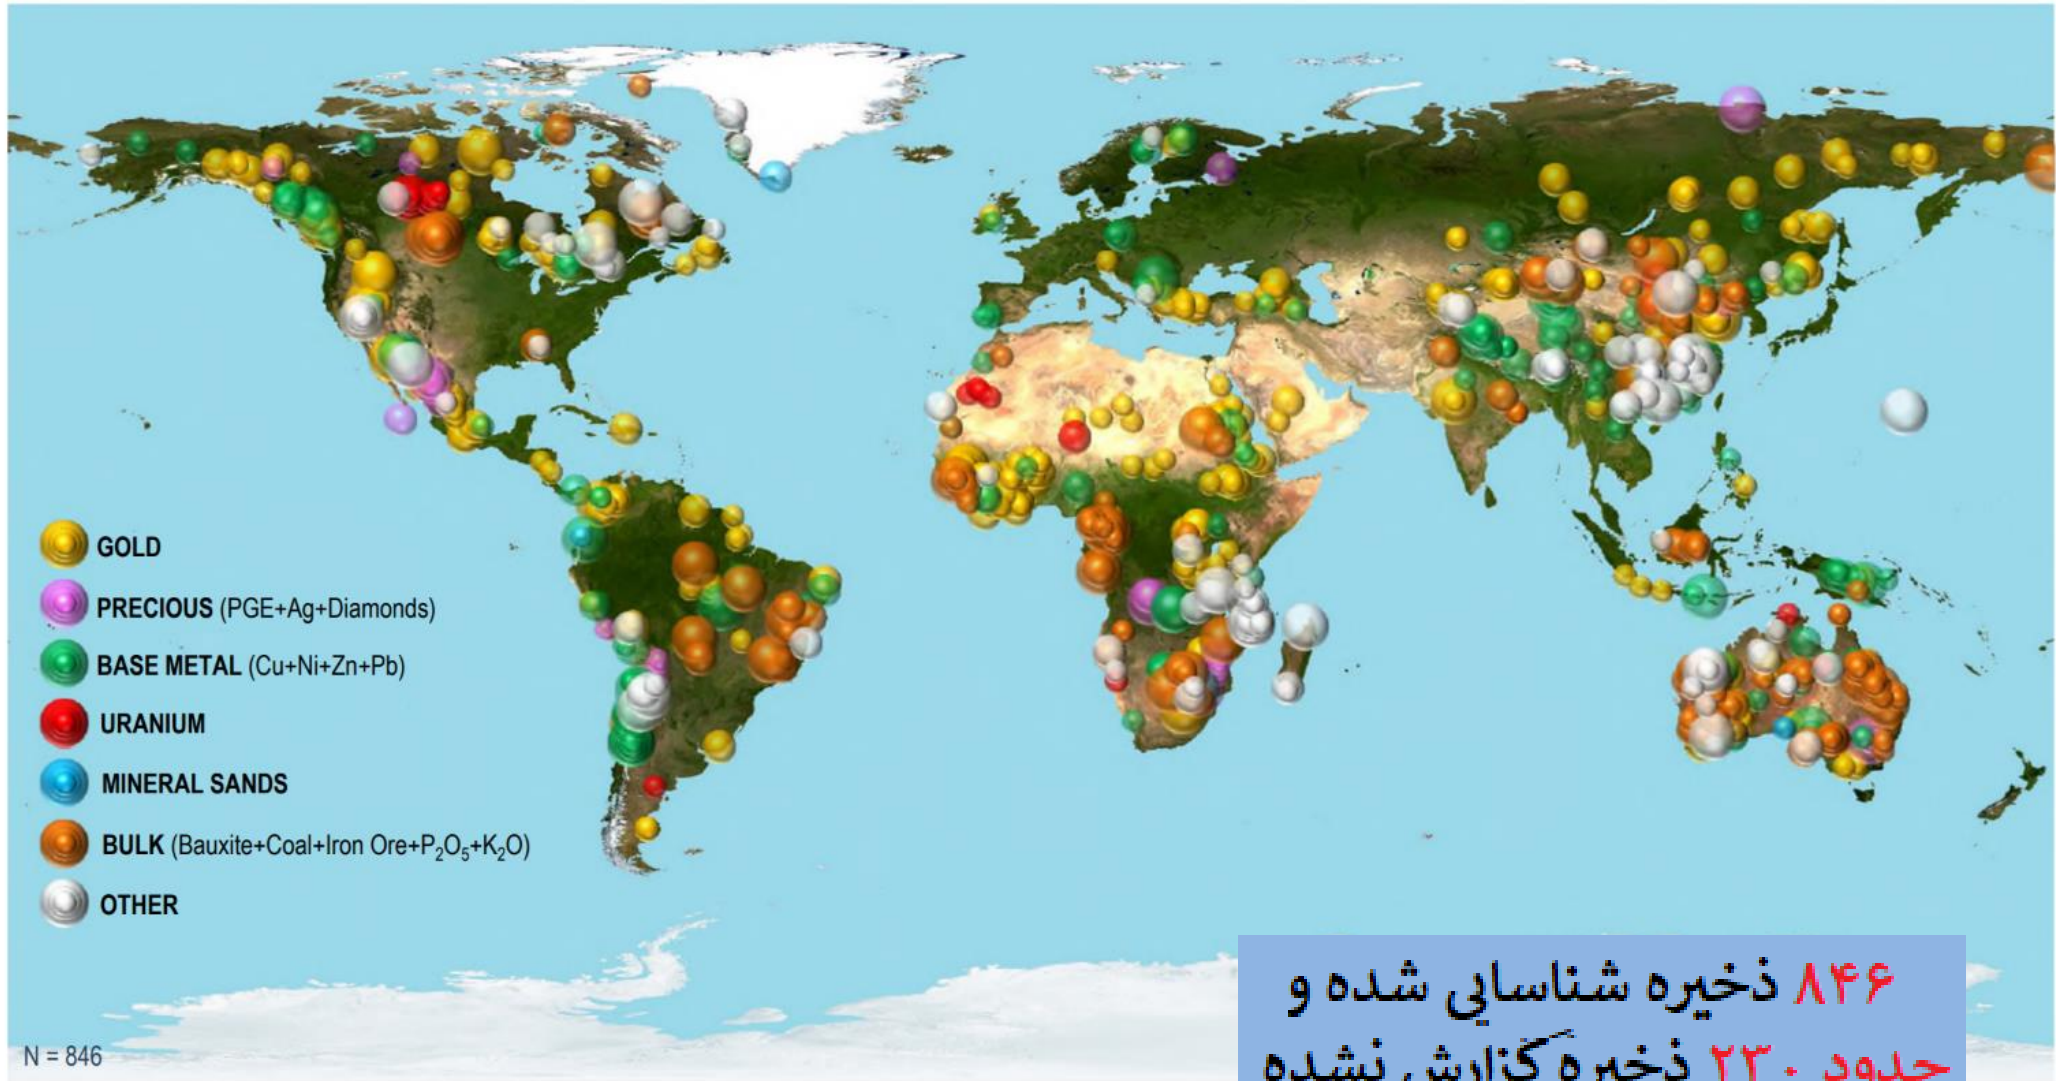 GOLD
PRECIOUS (PGE+Ag+Diamonds)
BASE METAL (Cu+Ni+Zn+Pb)
URANIUM
MINERAL SANDS
BULK (Bauxite+Coal+Iron Ore+P₂O₅+K₂O)
OTHER
N = 846
۸۴۶ ذخیره شناسایی شده و
حدود ۲۳۰ ذخیره گزارش نشده